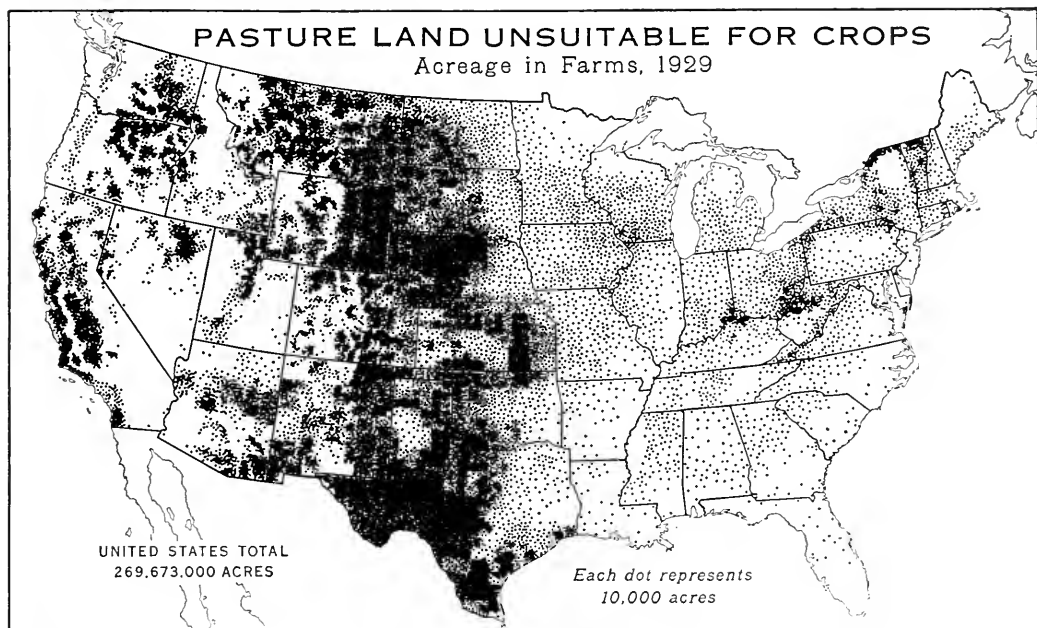 PASTURE LAND UNSUITABLE FOR CROPS
Acreage in Farms, 1929
UNITED STATES TOTAL
269,673,000 ACRES
Each dot represents
10,000 acres